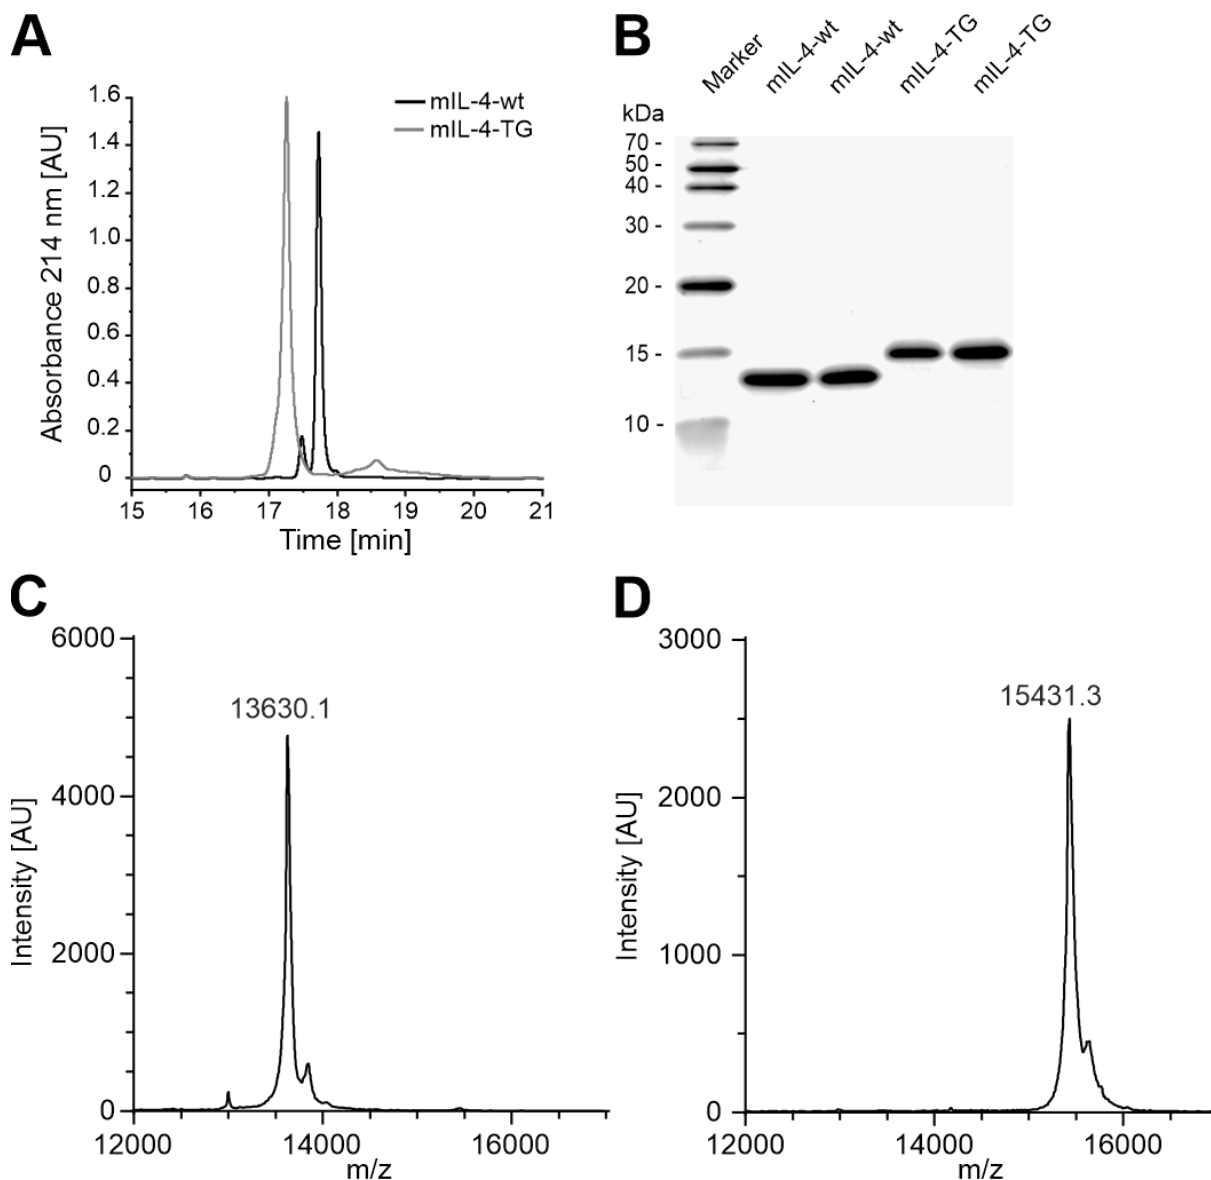 A
mIL-4-wt
mIL-4-TG
Absorbance 214 nm [AU]
1.6
1.4
1.2
1.0
0.8
0.6
0.4
0.2
0
15 16 17 18 19 20 21
Time [min]
B
Marker mIL-4-wt mIL-4-wt mIL-4-TG mIL-4-TG
kDa
70 -
50 -
40 -
30 -
20 -
15 -
10 -
C
Intensity [AU]
6000
13630.1
4000
2000
0
12000 14000 16000
m/z
D
Intensity [AU]
3000
15431.3
2000
1000
0
12000 14000 16000
m/z